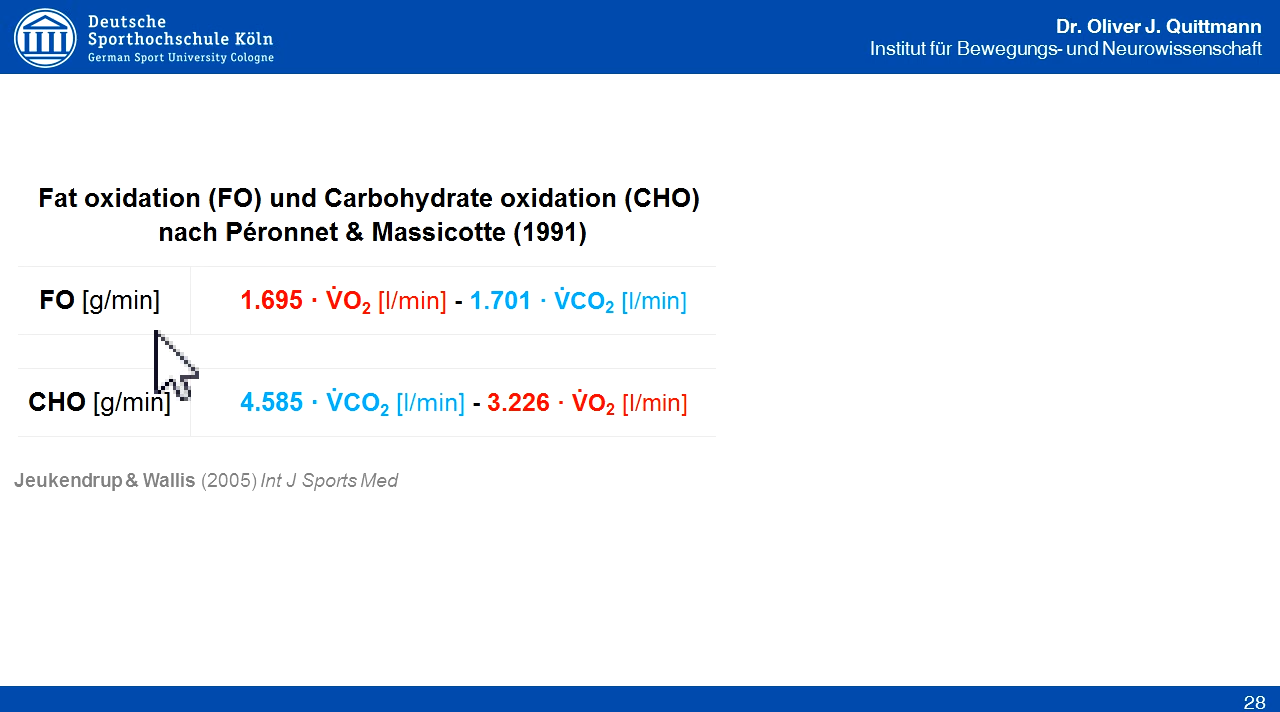 Deutsche
Sporthochschule Köln
German Sport University Cologne
Dr. Oliver J. Quittmann
Institut für Bewegungs- und Neurowissenschaft
Fat oxidation (FO) und Carbohydrate oxidation (CHO)
nach Péronnet & Massicotte (1991)
FO [g/min] 1.695 · V̇O₂ [l/min] - 1.701 · V̇CO₂ [l/min]
CHO [g/min] 4.585 · V̇CO₂ [l/min] - 3.226 · V̇O₂ [l/min]
Jeukendrup & Wallis (2005) Int J Sports Med
28